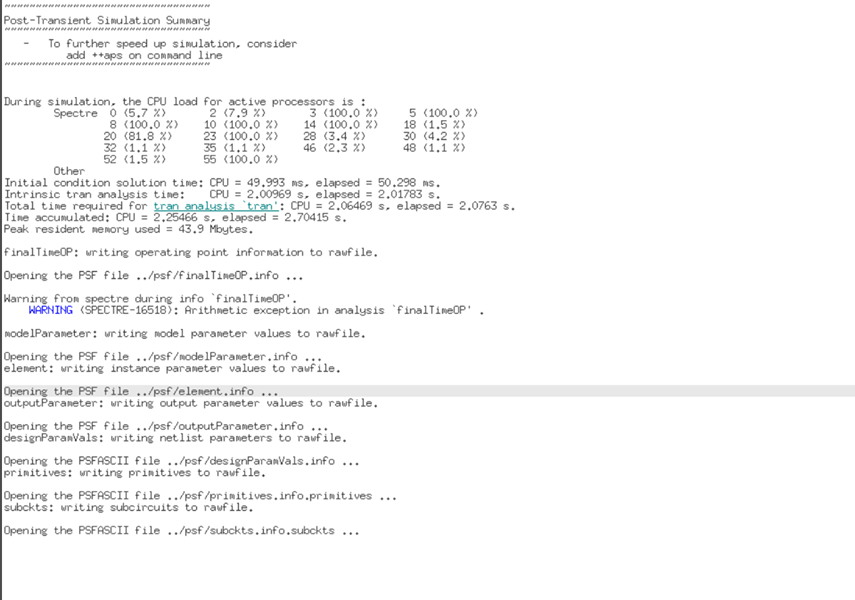 ~~~~~~~~~~~~~~~~~~~~~~~~~~~~~~~~~
Post-Transient Simulation Summary
~~~~~~~~~~~~~~~~~~~~~~~~~~~~~~~~~
- To further speed up simulation, consider
add ++aps on command line
~~~~~~~~~~~~~~~~~~~~~~~~~~~~~~~~~
During simulation, the CPU load for active processors is :
Spectre 0 (5.7 %) 2 (7.9 %) 3 (100.0 %) 5 (100.0 %)
8 (100.0 %) 10 (100.0 %) 14 (100.0 %) 18 (1.5 %)
20 (81.8 %) 23 (100.0 %) 28 (3.4 %) 30 (4.2 %)
32 (1.1 %) 35 (1.1 %) 46 (2.3 %) 48 (1.1 %)
52 (1.5 %) 55 (100.0 %)
Other
Initial condition solution time: CPU = 49.993 ms, elapsed = 50.298 ms.
Intrinsic tran analysis time: CPU = 2.00969 s, elapsed = 2.01783 s.
Total time required for tran analysis `tran': CPU = 2.06469 s, elapsed = 2.0763 s.
Time accumulated: CPU = 2.25466 s, elapsed = 2.70415 s.
Peak resident memory used = 43.9 Mbytes.
finalTimeOP: writing operating point information to rawfile.
Opening the PSF file ../psf/finalTimeOP.info ...
Warning from spectre during info `finalTimeOP'.
WARNING (SPECTRE-16518): Arithmetic exception in analysis `finalTimeOP' .
modelParameter: writing model parameter values to rawfile.
Opening the PSF file ../psf/modelParameter.info ...
element: writing instance parameter values to rawfile.
Opening the PSF file ../psf/element.info ...
outputParameter: writing output parameter values to rawfile.
Opening the PSF file ../psf/outputParameter.info ...
designParamVals: writing netlist parameters to rawfile.
Opening the PSFASCII file ../psf/designParamVals.info ...
primitives: writing primitives to rawfile.
Opening the PSFASCII file ../psf/primitives.info.primitives ...
subckts: writing subcircuits to rawfile.
Opening the PSFASCII file ../psf/subckts.info.subckts ...